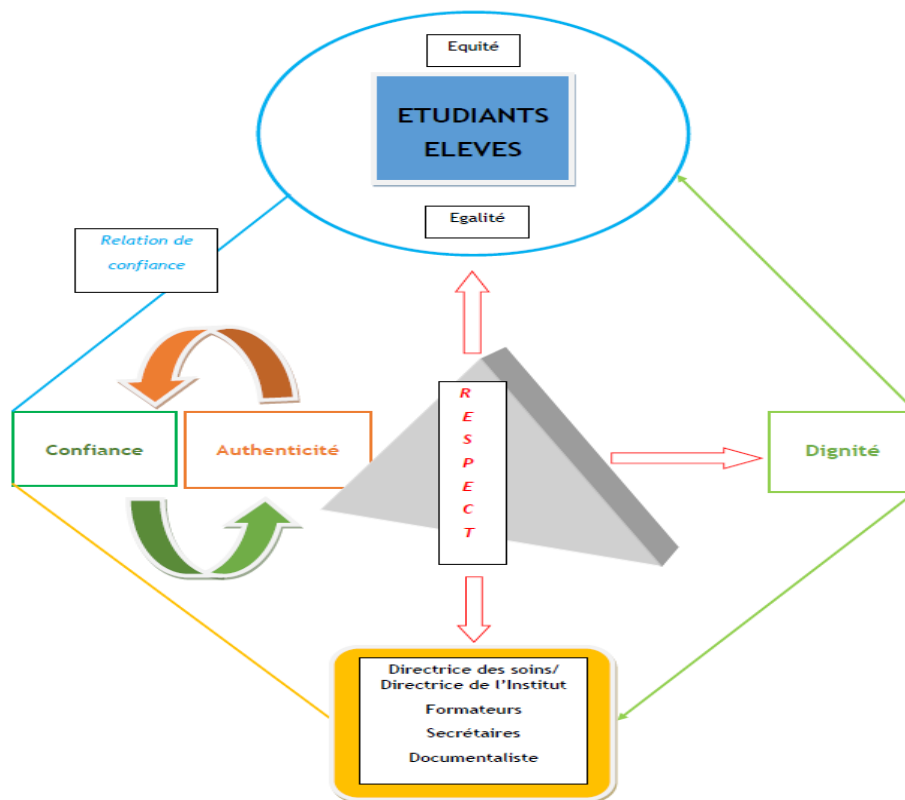 Equité
ETUDIANTS
ELEVES
Egalité
Relation de
confiance
Confiance
Authenticité
R
E
S
P
E
C
T
Dignité
Directrice des soins/
Directrice de l'Institut
Formateurs
Secrétaires
Documentaliste